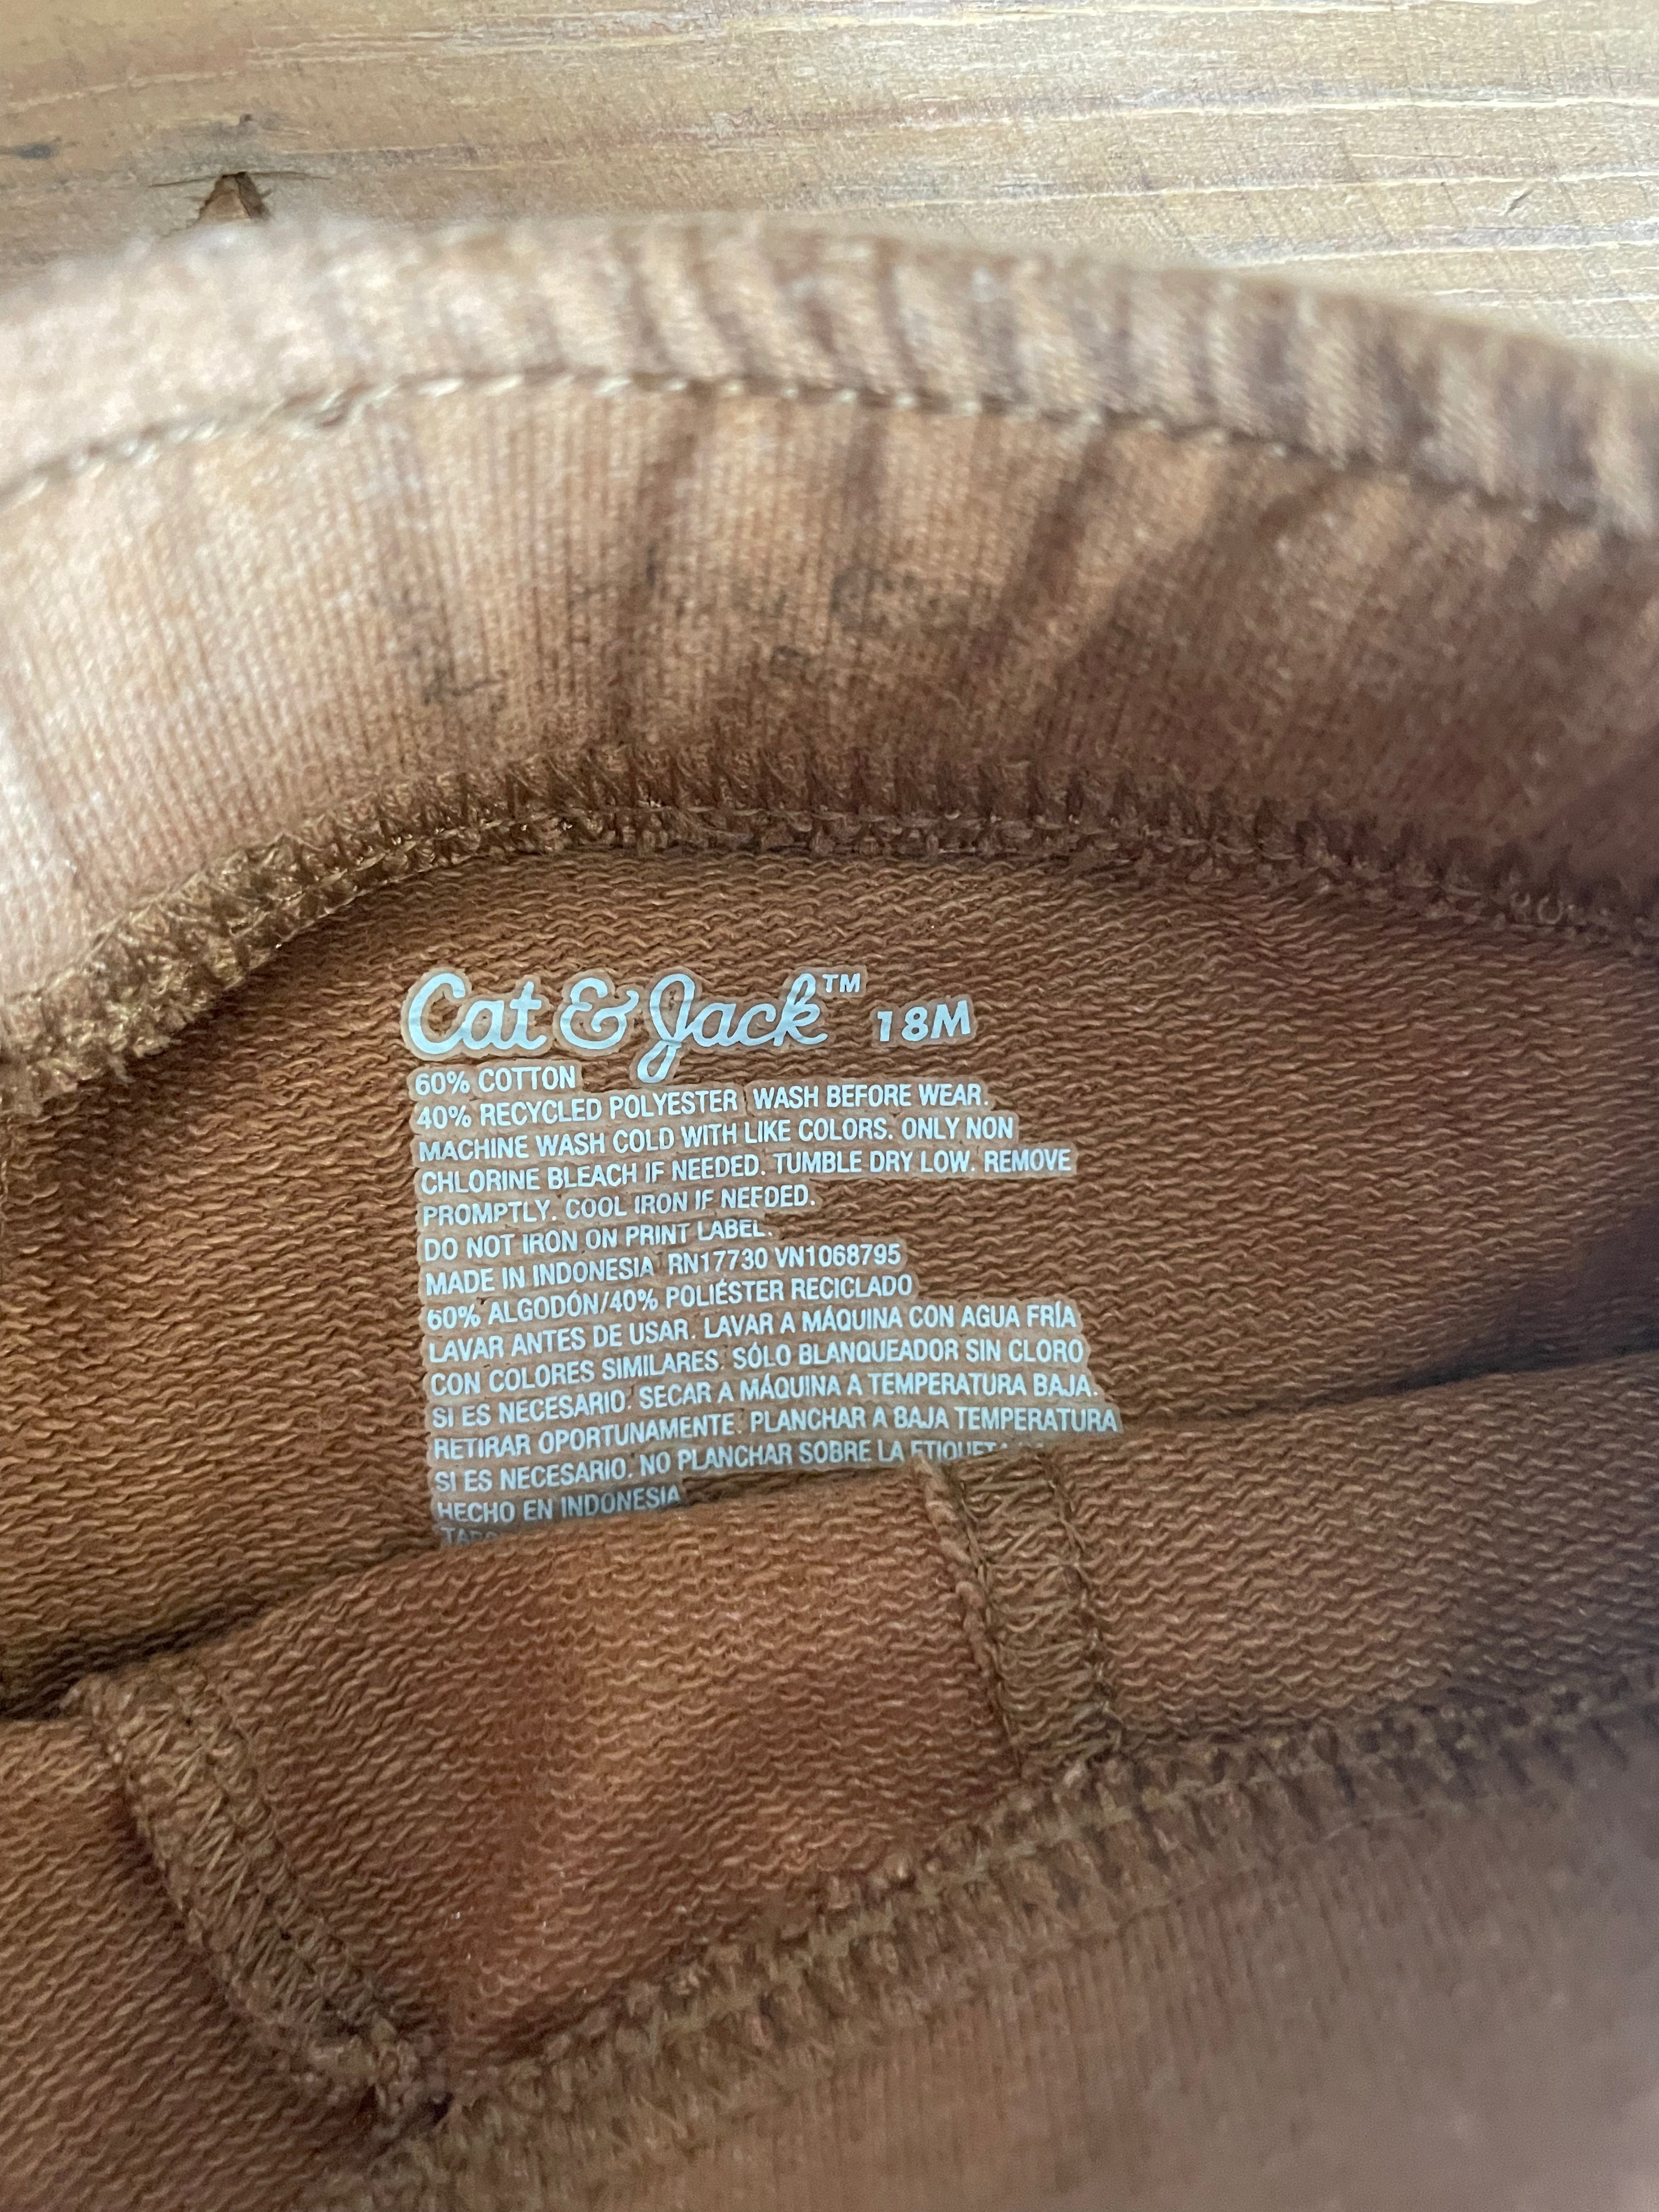 Cat & Jack™ 18M
60% COTTON
40% RECYCLED POLYESTER WASH BEFORE WEAR.
MACHINE WASH COLD WITH LIKE COLORS. ONLY NON
CHLORINE BLEACH IF NEEDED. TUMBLE DRY LOW. REMOVE
PROMPTLY. COOL IRON IF NEEDED.
DO NOT IRON ON PRINT LABEL.
MADE IN INDONESIA RN17730 VN1068795
60% ALGODÓN/40% POLIÉSTER RECICLADO
LAVAR ANTES DE USAR. LAVAR A MÁQUINA CON AGUA FRÍA
CON COLORES SIMILARES. SÓLO BLANQUEADOR SIN CLORO
SI ES NECESARIO. SECAR A MÁQUINA A TEMPERATURA BAJA.
RETIRAR OPORTUNAMENTE. PLANCHAR A BAJA TEMPERATURA
SI ES NECESARIO. NO PLANCHAR SOBRE LA
HECHO EN INDONESIA